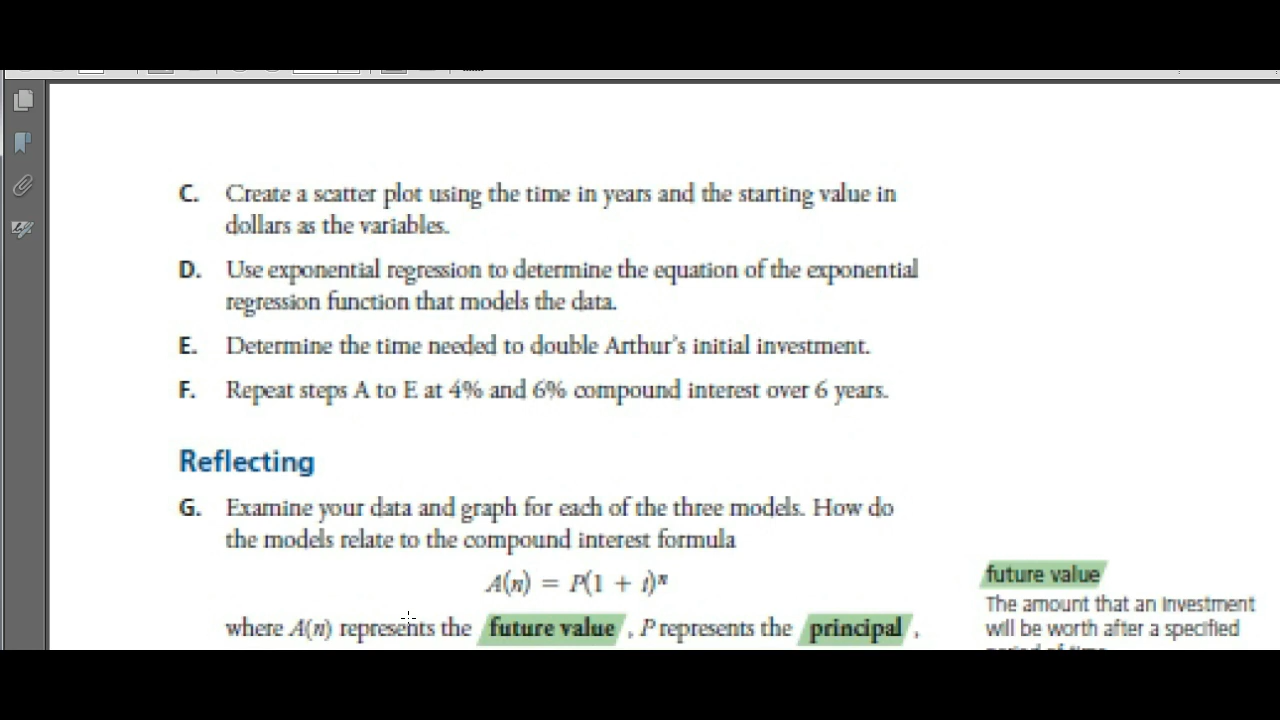 C. Create a scatter plot using the time in years and the starting value in
dollars as the variables.
D. Use exponential regression to determine the equation of the exponential
regression function that models the data.
E. Determine the time needed to double Arthur's initial investment.
F. Repeat steps A to E at 4% and 6% compound interest over 6 years.
Reflecting
G. Examine your data and graph for each of the three models. How do
the models relate to the compound interest formula
A(n) = P(1 + i)ⁿ
where A(n) represents the future value , P represents the principal ,
future value
The amount that an investment
will be worth after a specified
period of time